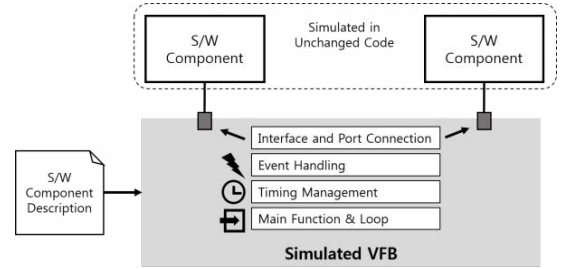 S/W
Component
Simulated in
Unchanged Code
S/W
Component
Interface and Port Connection
Event Handling
Timing Management
Main Function & Loop
S/W
Component
Description
Simulated VFB